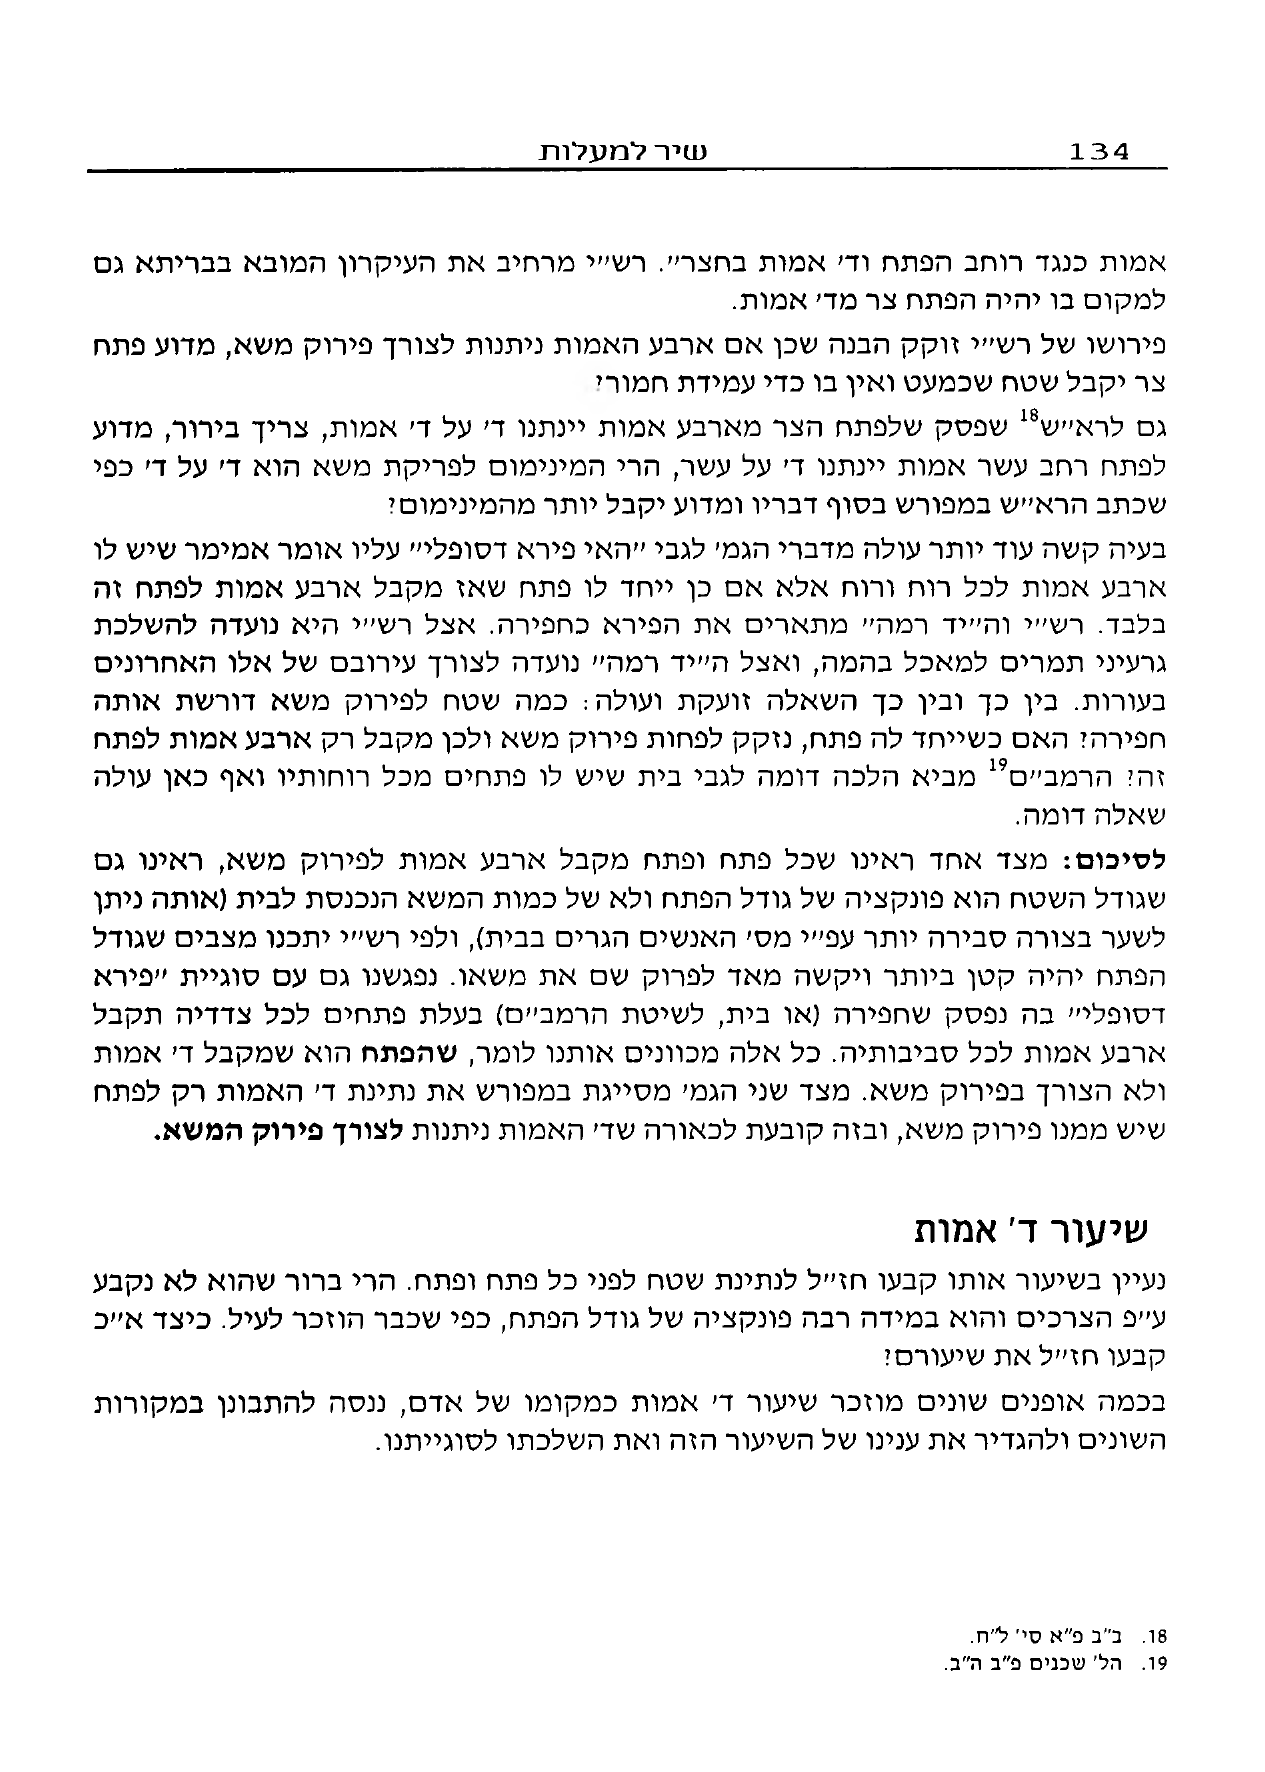 134 שיר למעלות
אמות כנגד רוחב הפתח וד' אמות בחצר". רש"י מרחיב את העיקרון המובא בבריתא גם
למקום בו יהיה הפתח צר מד' אמות.
פירושו של רש"י זוקק הבנה שכן אם ארבע האמות ניתנות לצורך פירוק משא, מדוע פתח
צר יקבל שטח שכמעט ואין בו כדי עמידת חמור?
גם לרא"ש18 שפסק שלפתח הצר מארבע אמות יינתנו ד' על ד' אמות, צריך בירור, מדוע
לפתח רחב עשר אמות יינתנו ד' על עשר, הרי המינימום לפריקת משא הוא ד' על ד' כפי
שכתב הרא"ש במפורש בסוף דבריו ומדוע יקבל יותר מהמינימום?
בעיה קשה עוד יותר עולה מדברי הגמ' לגבי "האי פירא דסופלי" עליו אומר אמימר שיש לו
ארבע אמות לכל רוח ורוח אלא אם כן ייחד לו פתח שאז מקבל ארבע אמות לפתח זה
בלבד. רש"י וה"יד רמה" מתארים את הפירא כחפירה. אצל רש"י היא נועדה להשלכת
גרעיני תמרים למאכל בהמה, ואצל ה"יד רמה" נועדה לצורך עירובם של אלו האחרונים
בעורות. בין כך ובין כך השאלה זועקת ועולה: כמה שטח לפירוק משא דורשת אותה
חפירה? האם כשייחד לה פתח, נזקק לפחות פירוק משא ולכן מקבל רק ארבע אמות לפתח
זה? הרמב"ם19 מביא הלכה דומה לגבי בית שיש לו פתחים מכל רוחותיו ואף כאן עולה
שאלה דומה.
לסיכום: מצד אחד ראינו שכל פתח ופתח מקבל ארבע אמות לפירוק משא, ראינו גם
שגודל השטח הוא פונקציה של גודל הפתח ולא של כמות המשא הנכנסת לבית (אותה ניתן
לשער בצורה סבירה יותר עפ"י מס' האנשים הגרים בבית), ולפי רש"י יתכנו מצבים שגודל
הפתח יהיה קטן ביותר ויקשה מאד לפרוק שם את משאו. נפגשנו גם עם סוגיית "פירא
דסופלי" בה נפסק שחפירה (או בית, לשיטת הרמב"ם) בעלת פתחים לכל צדדיה תקבל
ארבע אמות לכל סביבותיה. כל אלה מכוונים אותנו לומר, שהפתח הוא שמקבל ד' אמות
ולא הצורך בפירוק משא. מצד שני הגמ' מסייגת במפורש את נתינת ד' האמות רק לפתח
שיש ממנו פירוק משא, ובזה קובעת לכאורה שד' האמות ניתנות לצורך פירוק המשא.
שיעור ד' אמות
נעיין בשיעור אותו קבעו חז"ל לנתינת שטח לפני כל פתח ופתח. הרי ברור שהוא לא נקבע
ע"פ הצרכים והוא במידה רבה פונקציה של גודל הפתח, כפי שכבר הוזכר לעיל. כיצד א"כ
קבעו חז"ל את שיעורם?
בכמה אופנים שונים מוזכר שיעור ד' אמות כמקומו של אדם, ננסה להתבונן במקורות
השונים ולהגדיר את ענינו של השיעור הזה ואת השלכתו לסוגייתנו.
18. ב"ב פ"א סי' ל"ח.
19. הל' שכנים פ"ב ה"ב.